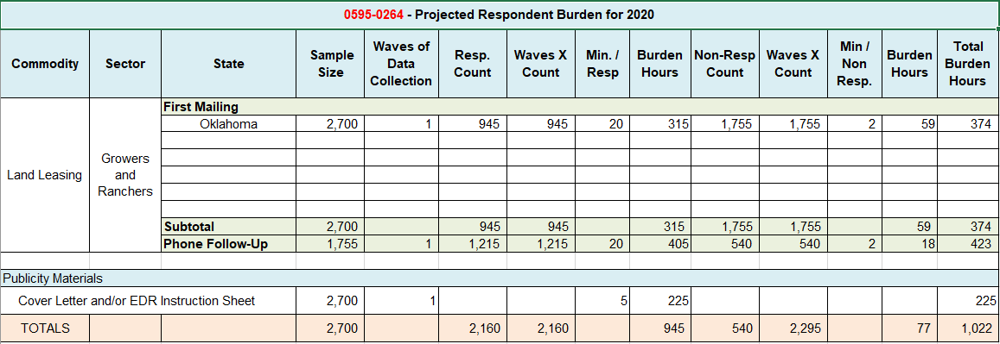 0595-0264 - Projected Respondent Burden for 2020
Commodity Sector State Sample Size Waves of Data Collection Resp. Count Waves X Count Min. / Resp Burden Hours Non-Resp Count Waves X Count Min / Non Resp. Burden Hours Total Burden Hours
Land Leasing
Growers and Ranchers
First Mailing
Oklahoma 2,700 1 945 945 20 315 1,755 1,755 2 59 374
Subtotal 2,700 945 945 315 1,755 1,755 59 374
Phone Follow-Up 1,755 1 1,215 1,215 20 405 540 540 2 18 423
Publicity Materials
Cover Letter and/or EDR Instruction Sheet 2,700 1 5 225 225
TOTALS 2,700 2,160 2,160 945 540 2,295 77 1,022